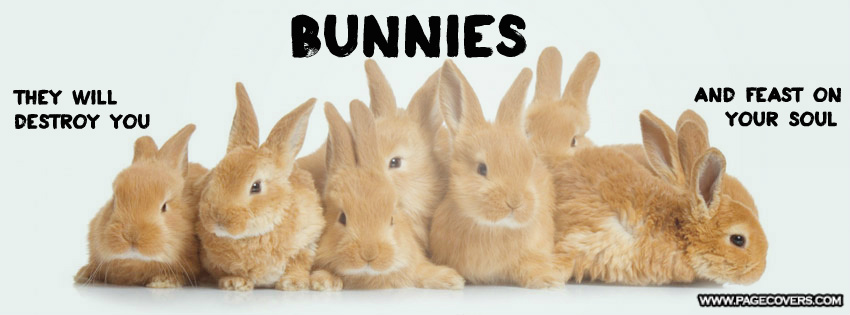 BUNNIES
THEY WILL
DESTROY YOU
AND FEAST ON
YOUR SOUL
WWW.PAGECOVERS.COM